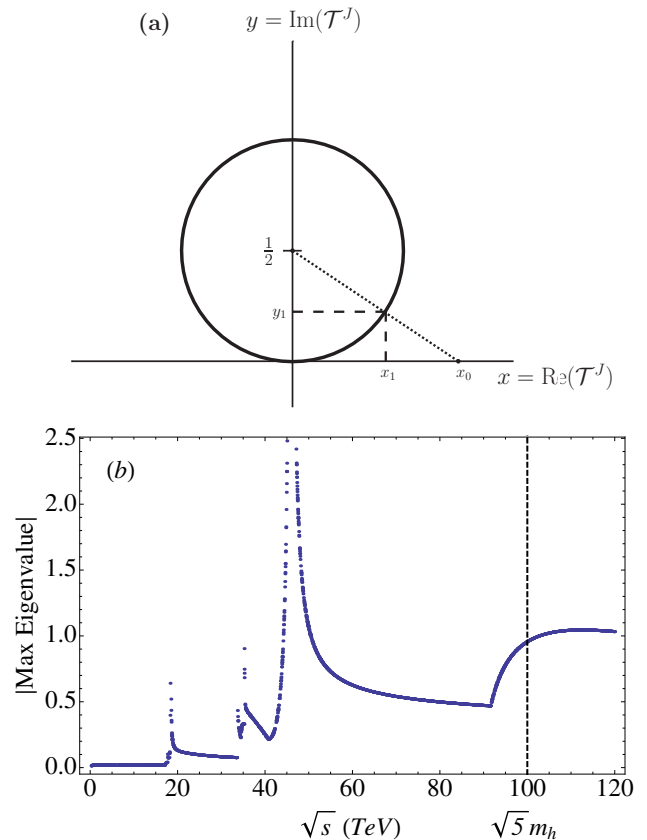 (a)
y = Im(𝒯^J)
1/2
y₁
x₁
x₀
x = Re(𝒯^J)
(b)
|Max Eigenvalue|
2.5
2.0
1.5
1.0
0.5
0.0
0 20 40 60 80 100 120
√s (TeV)
√5 m_h